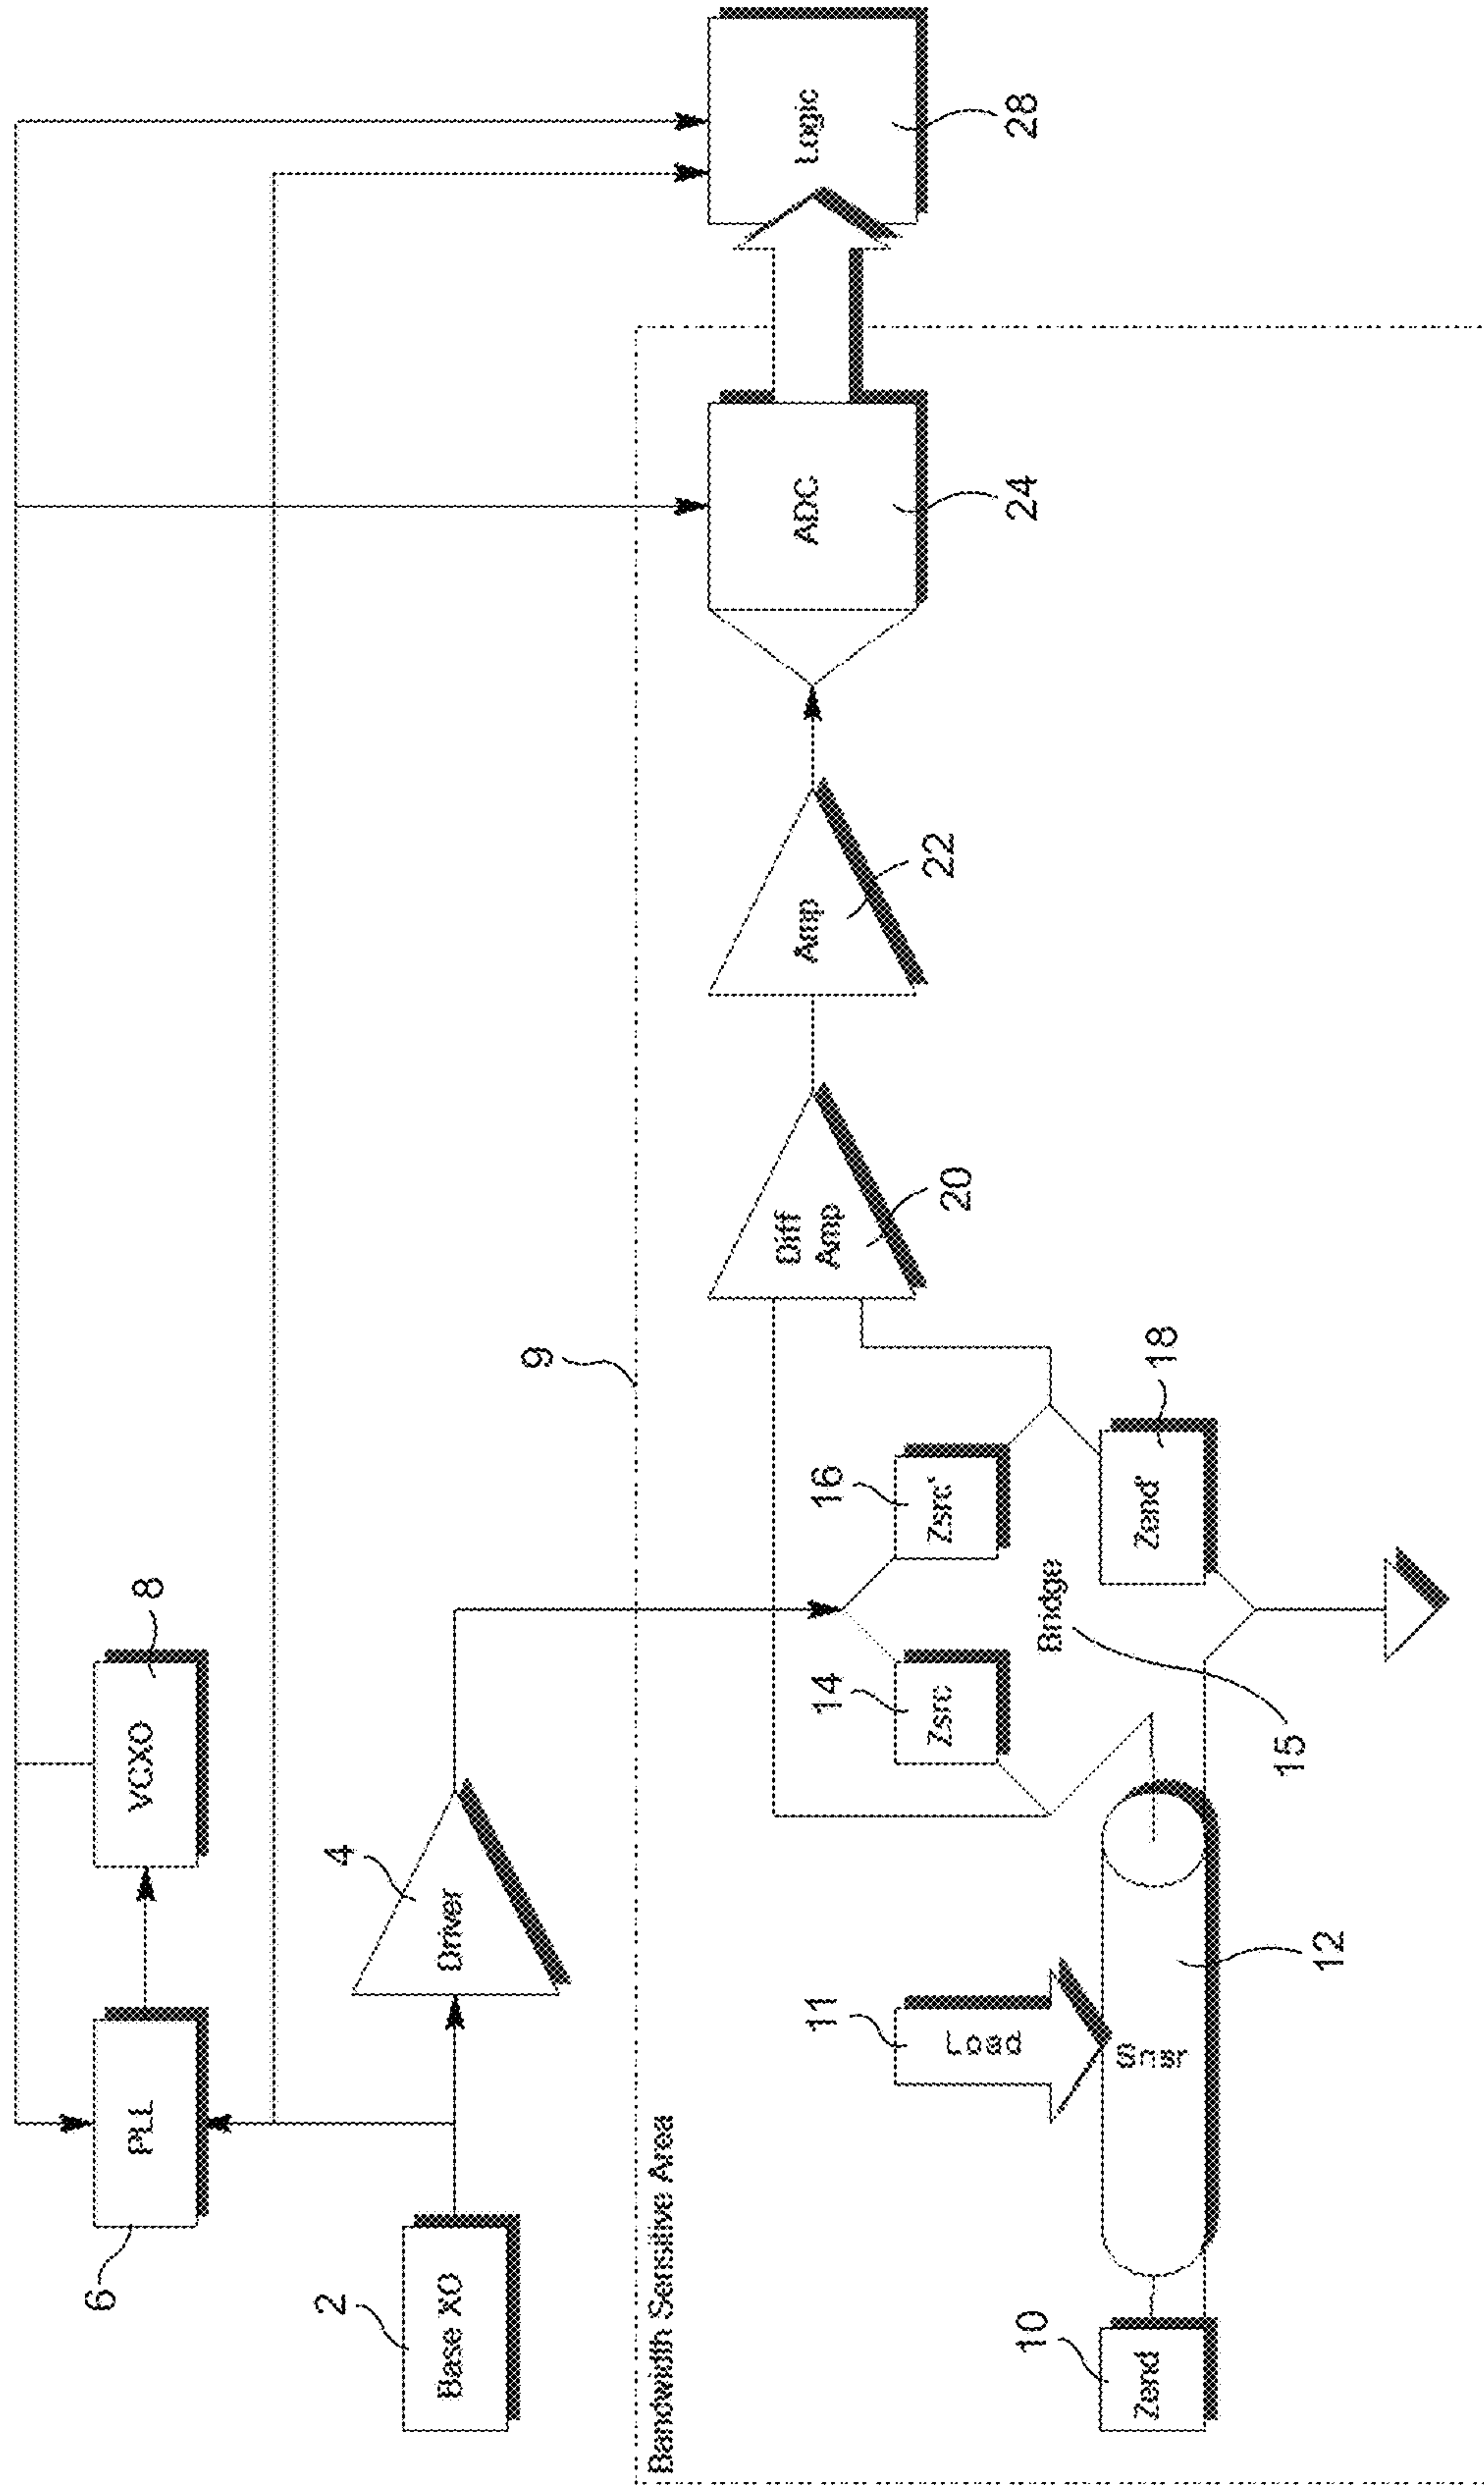 6
PLL
8
VCXO
2
Base XO
4
Driver
9
Bandwidth Sensitive Area
10
Zend
11
Load
Snsr
12
14
Zsrc
16
Zsrc'
Bridge
15
18
Zend'
Diff
Amp
20
Amp
22
ADC
24
Logic
28